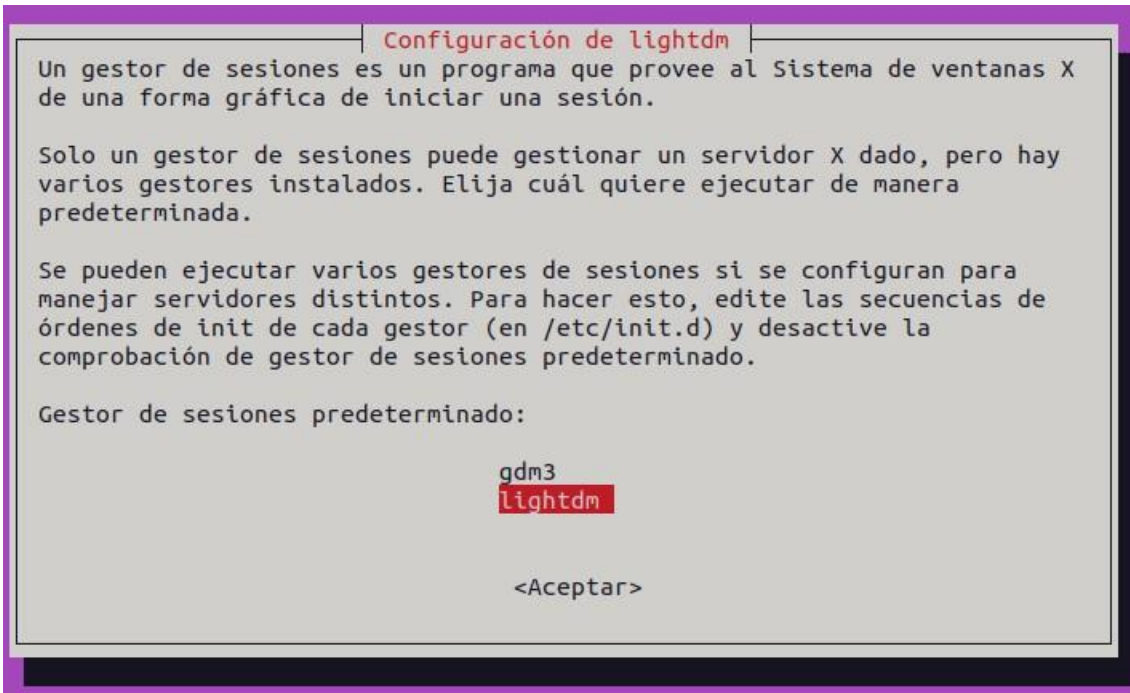 Configuración de lightdm
Un gestor de sesiones es un programa que provee al Sistema de ventanas X
de una forma gráfica de iniciar una sesión.
Solo un gestor de sesiones puede gestionar un servidor X dado, pero hay
varios gestores instalados. Elija cuál quiere ejecutar de manera
predeterminada.
Se pueden ejecutar varios gestores de sesiones si se configuran para
manejar servidores distintos. Para hacer esto, edite las secuencias de
órdenes de init de cada gestor (en /etc/init.d) y desactive la
comprobación de gestor de sesiones predeterminado.
Gestor de sesiones predeterminado:
gdm3
lightdm
<Aceptar>